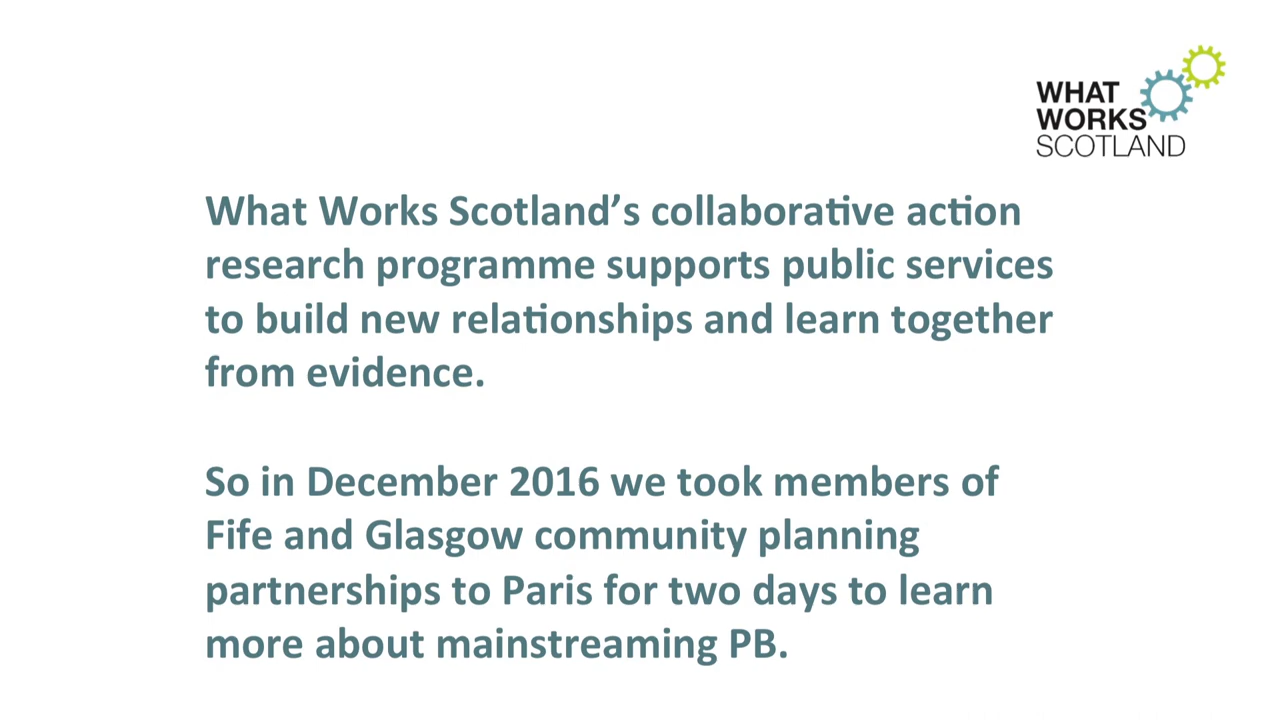 WHAT
WORKS
SCOTLAND
What Works Scotland’s collaborative action
research programme supports public services
to build new relationships and learn together
from evidence.
So in December 2016 we took members of
Fife and Glasgow community planning
partnerships to Paris for two days to learn
more about mainstreaming PB.